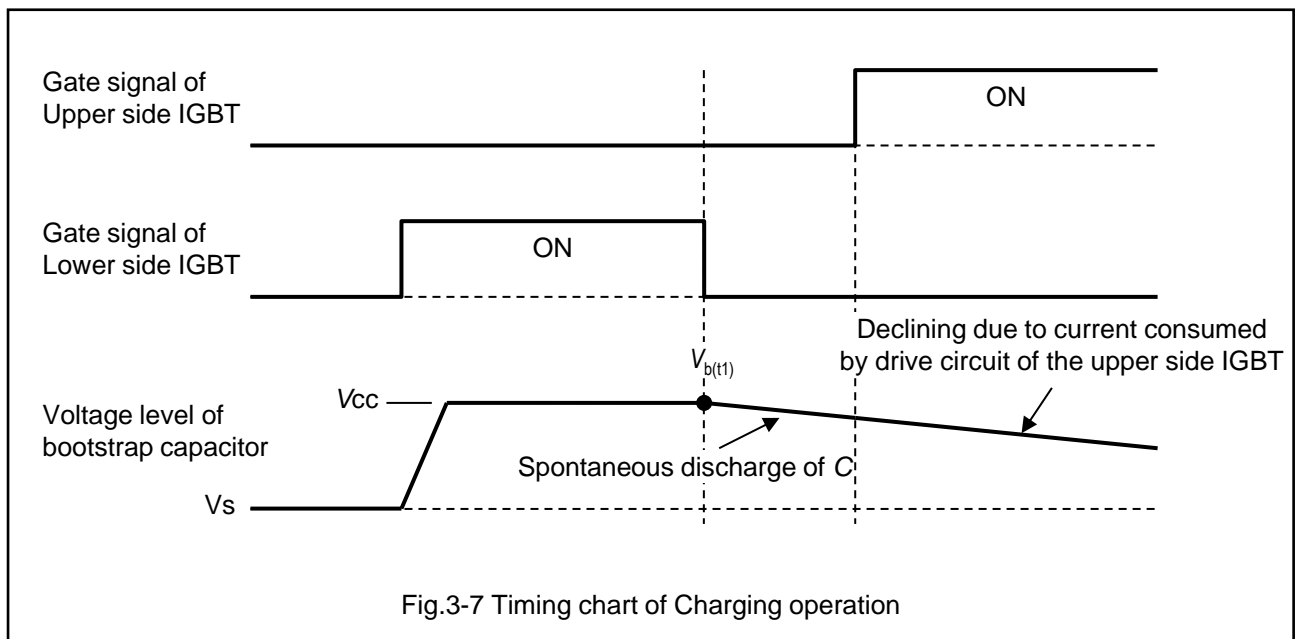 Gate signal of
Upper side IGBT
ON
Gate signal of
Lower side IGBT
ON
Declining due to current consumed
by drive circuit of the upper side IGBT
Vb(t1)
Vcc
Voltage level of
bootstrap capacitor
Spontaneous discharge of C
Vs
Fig.3-7 Timing chart of Charging operation